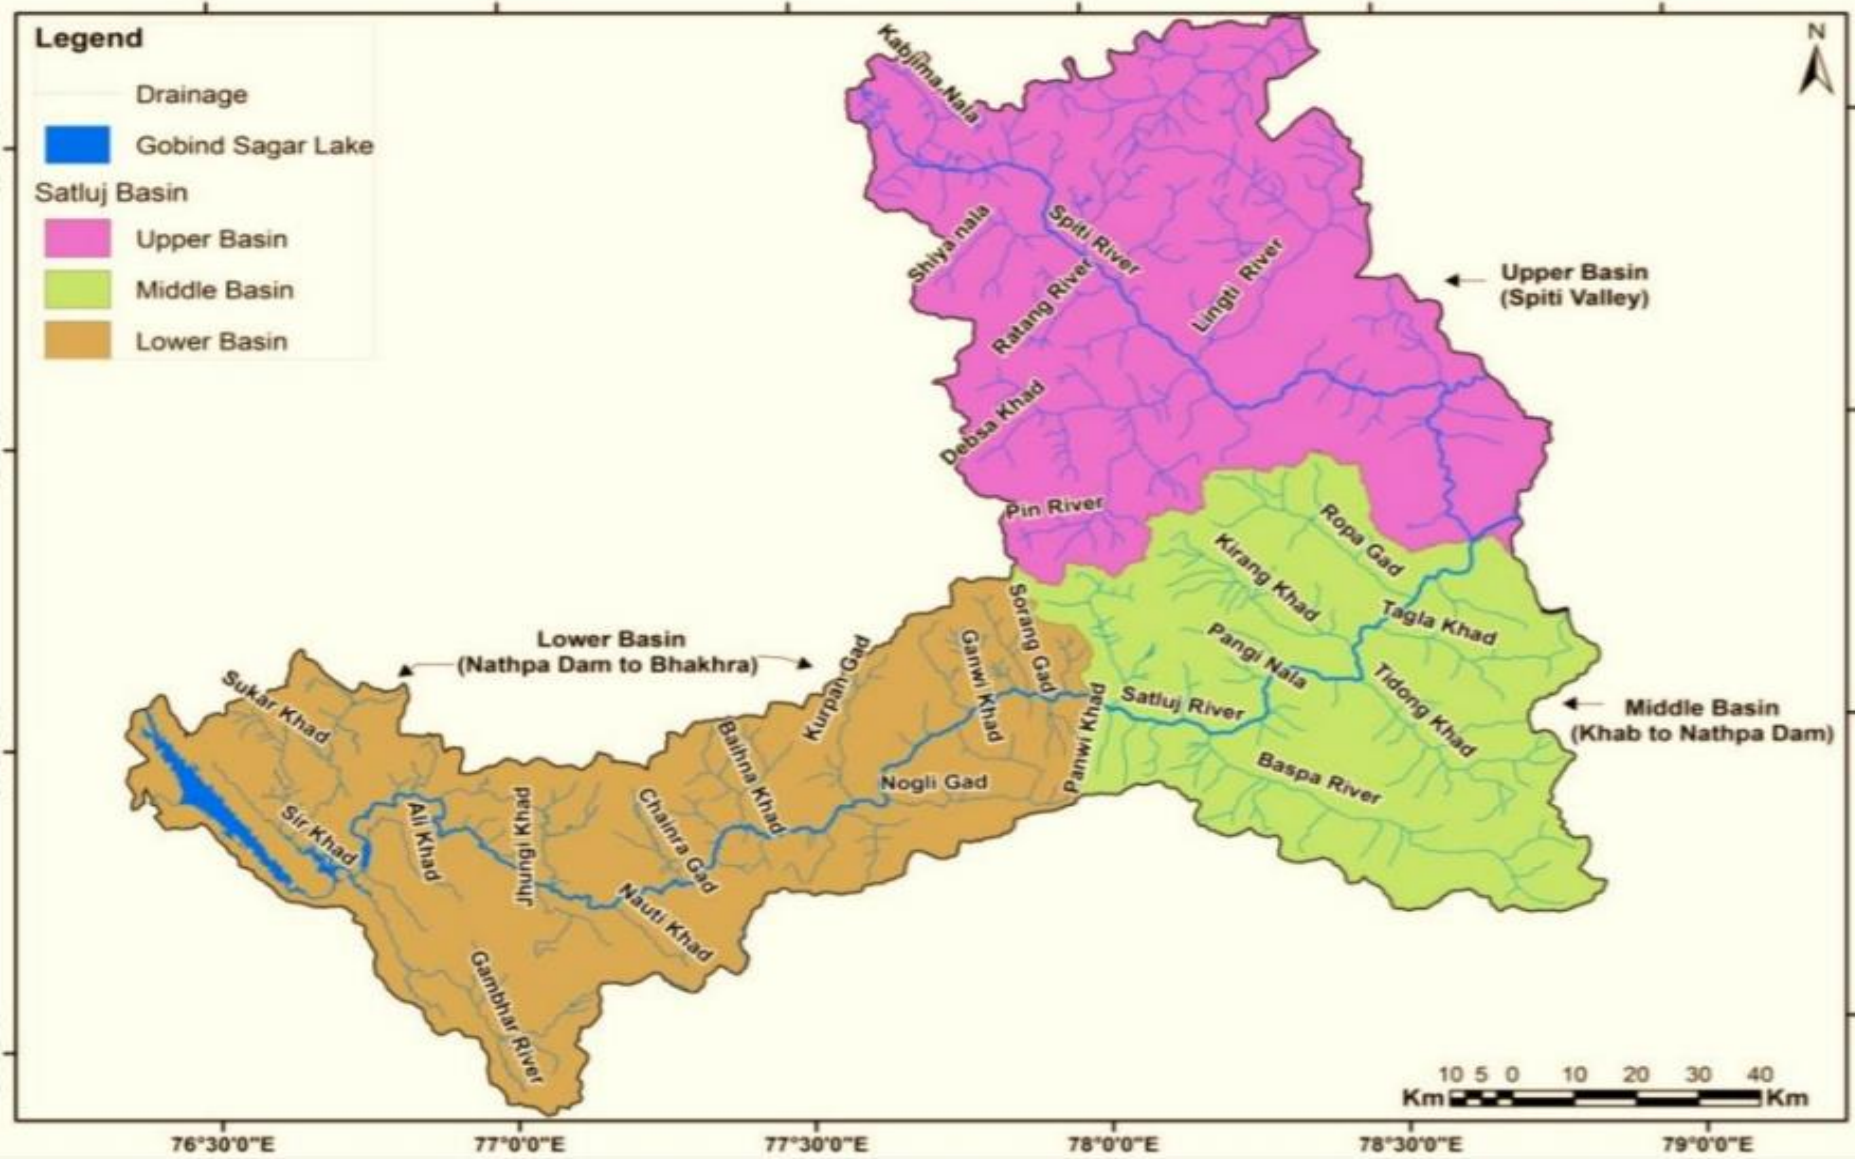 Legend
Drainage
Gobind Sagar Lake
Satluj Basin
Upper Basin
Middle Basin
Lower Basin
N
Kabjima Nala
Shiya nala
Spiti River
Ratang River
Lingti River
Debsa Khad
Pin River
Upper Basin
(Spiti Valley)
Ropa Gad
Kirang Khad
Tagla Khad
Pangi Nala
Tidong Khad
Satluj River
Baspa River
Panwi Khad
Middle Basin
(Khab to Nathpa Dam)
Lower Basin
(Nathpa Dam to Bhakhra)
Sorang Gad
Ganwi Khad
Kurpan Gad
Nogli Gad
Baihna Khad
Chainra Gad
Nauti Khad
Jhungi Khad
Ali Khad
Sukar Khad
Sir Khad
Gambhar River
10 5 0 10 20 30 40
Km Km
76°30'0"E 77°0'0"E 77°30'0"E 78°0'0"E 78°30'0"E 79°0'0"E